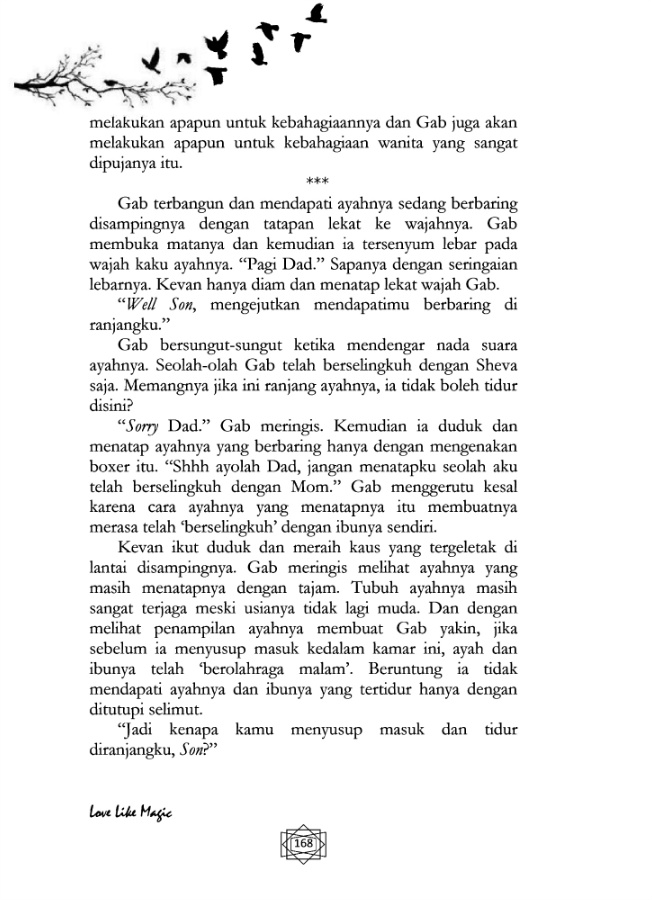 melakukan apapun untuk kebahagiaannya dan Gab juga akan
melakukan apapun untuk kebahagiaan wanita yang sangat
dipujanya itu.
***
Gab terbangun dan mendapati ayahnya sedang berbaring
disampingnya dengan tatapan lekat ke wajahnya. Gab
membuka matanya dan kemudian ia tersenyum lebar pada
wajah kaku ayahnya. “Pagi Dad.” Sapanya dengan seringaian
lebarnya. Kevan hanya diam dan menatap lekat wajah Gab.
“Well Son, mengejutkan mendapatimu berbaring di
ranjangku.”
Gab bersungut-sungut ketika mendengar nada suara
ayahnya. Seolah-olah Gab telah berselingkuh dengan Sheva
saja. Memangnya jika ini ranjang ayahnya, ia tidak boleh tidur
disini?
“Sorry Dad.” Gab meringis. Kemudian ia duduk dan
menatap ayahnya yang berbaring hanya dengan mengenakan
boxer itu. “Shhh ayolah Dad, jangan menatapku seolah aku
telah berselingkuh dengan Mom.” Gab menggerutu kesal
karena cara ayahnya yang menatapnya itu membuatnya
merasa telah ‘berselingkuh’ dengan ibunya sendiri.
Kevan ikut duduk dan meraih kaus yang tergeletak di
lantai disampingnya. Gab meringis melihat ayahnya yang
masih menatapnya dengan tajam. Tubuh ayahnya masih
sangat terjaga meski usianya tidak lagi muda. Dan dengan
melihat penampilan ayahnya membuat Gab yakin, jika
sebelum ia menyusup masuk kedalam kamar ini, ayah dan
ibunya telah ‘berolahraga malam’. Beruntung ia tidak
mendapati ayahnya dan ibunya yang tertidur hanya dengan
ditutupi selimut.
“Jadi kenapa kamu menyusup masuk dan tidur
diranjangku, Son?”
Love Like Magic
168